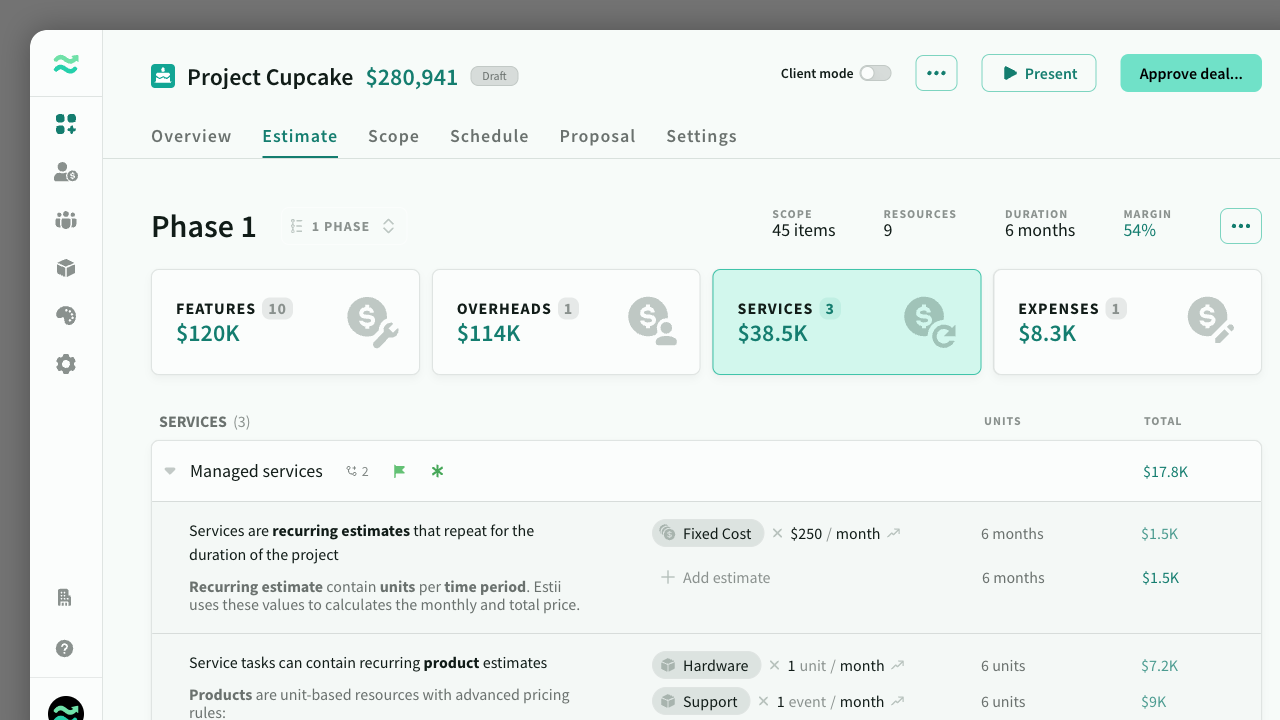 Project Cupcake $280,941 Draft
Client mode
Present
Approve deal...
Overview Estimate Scope Schedule Proposal Settings
Phase 1
1 PHASE
SCOPE
45 items
RESOURCES
9
DURATION
6 months
MARGIN
54%
FEATURES 10
$120K
OVERHEADS 1
$114K
SERVICES 3
$38.5K
EXPENSES 1
$8.3K
SERVICES (3) UNITS TOTAL
Managed services 2 $17.8K
Services are recurring estimates that repeat for the
duration of the project
Recurring estimate contain units per time period. Estii
uses these values to calculates the monthly and total price.
Fixed Cost × $250 / month 6 months $1.5K
Add estimate 6 months $1.5K
Service tasks can contain recurring product estimates
Products are unit-based resources with advanced pricing
rules:
Hardware × 1 unit / month 6 units $7.2K
Support × 1 event / month 6 units $9K